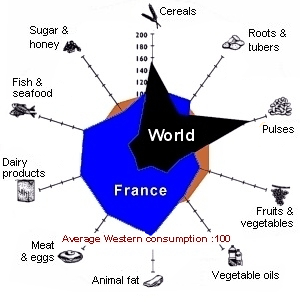 Cereals
Sugar &
honey
Roots &
tubers
200
180
160
140
120
100
Fish &
seafood
World
Pulses
Dairy
products
France
Fruits &
vegetables
Average Western consumption :100
Meat
& eggs
Animal fat
Vegetable oils